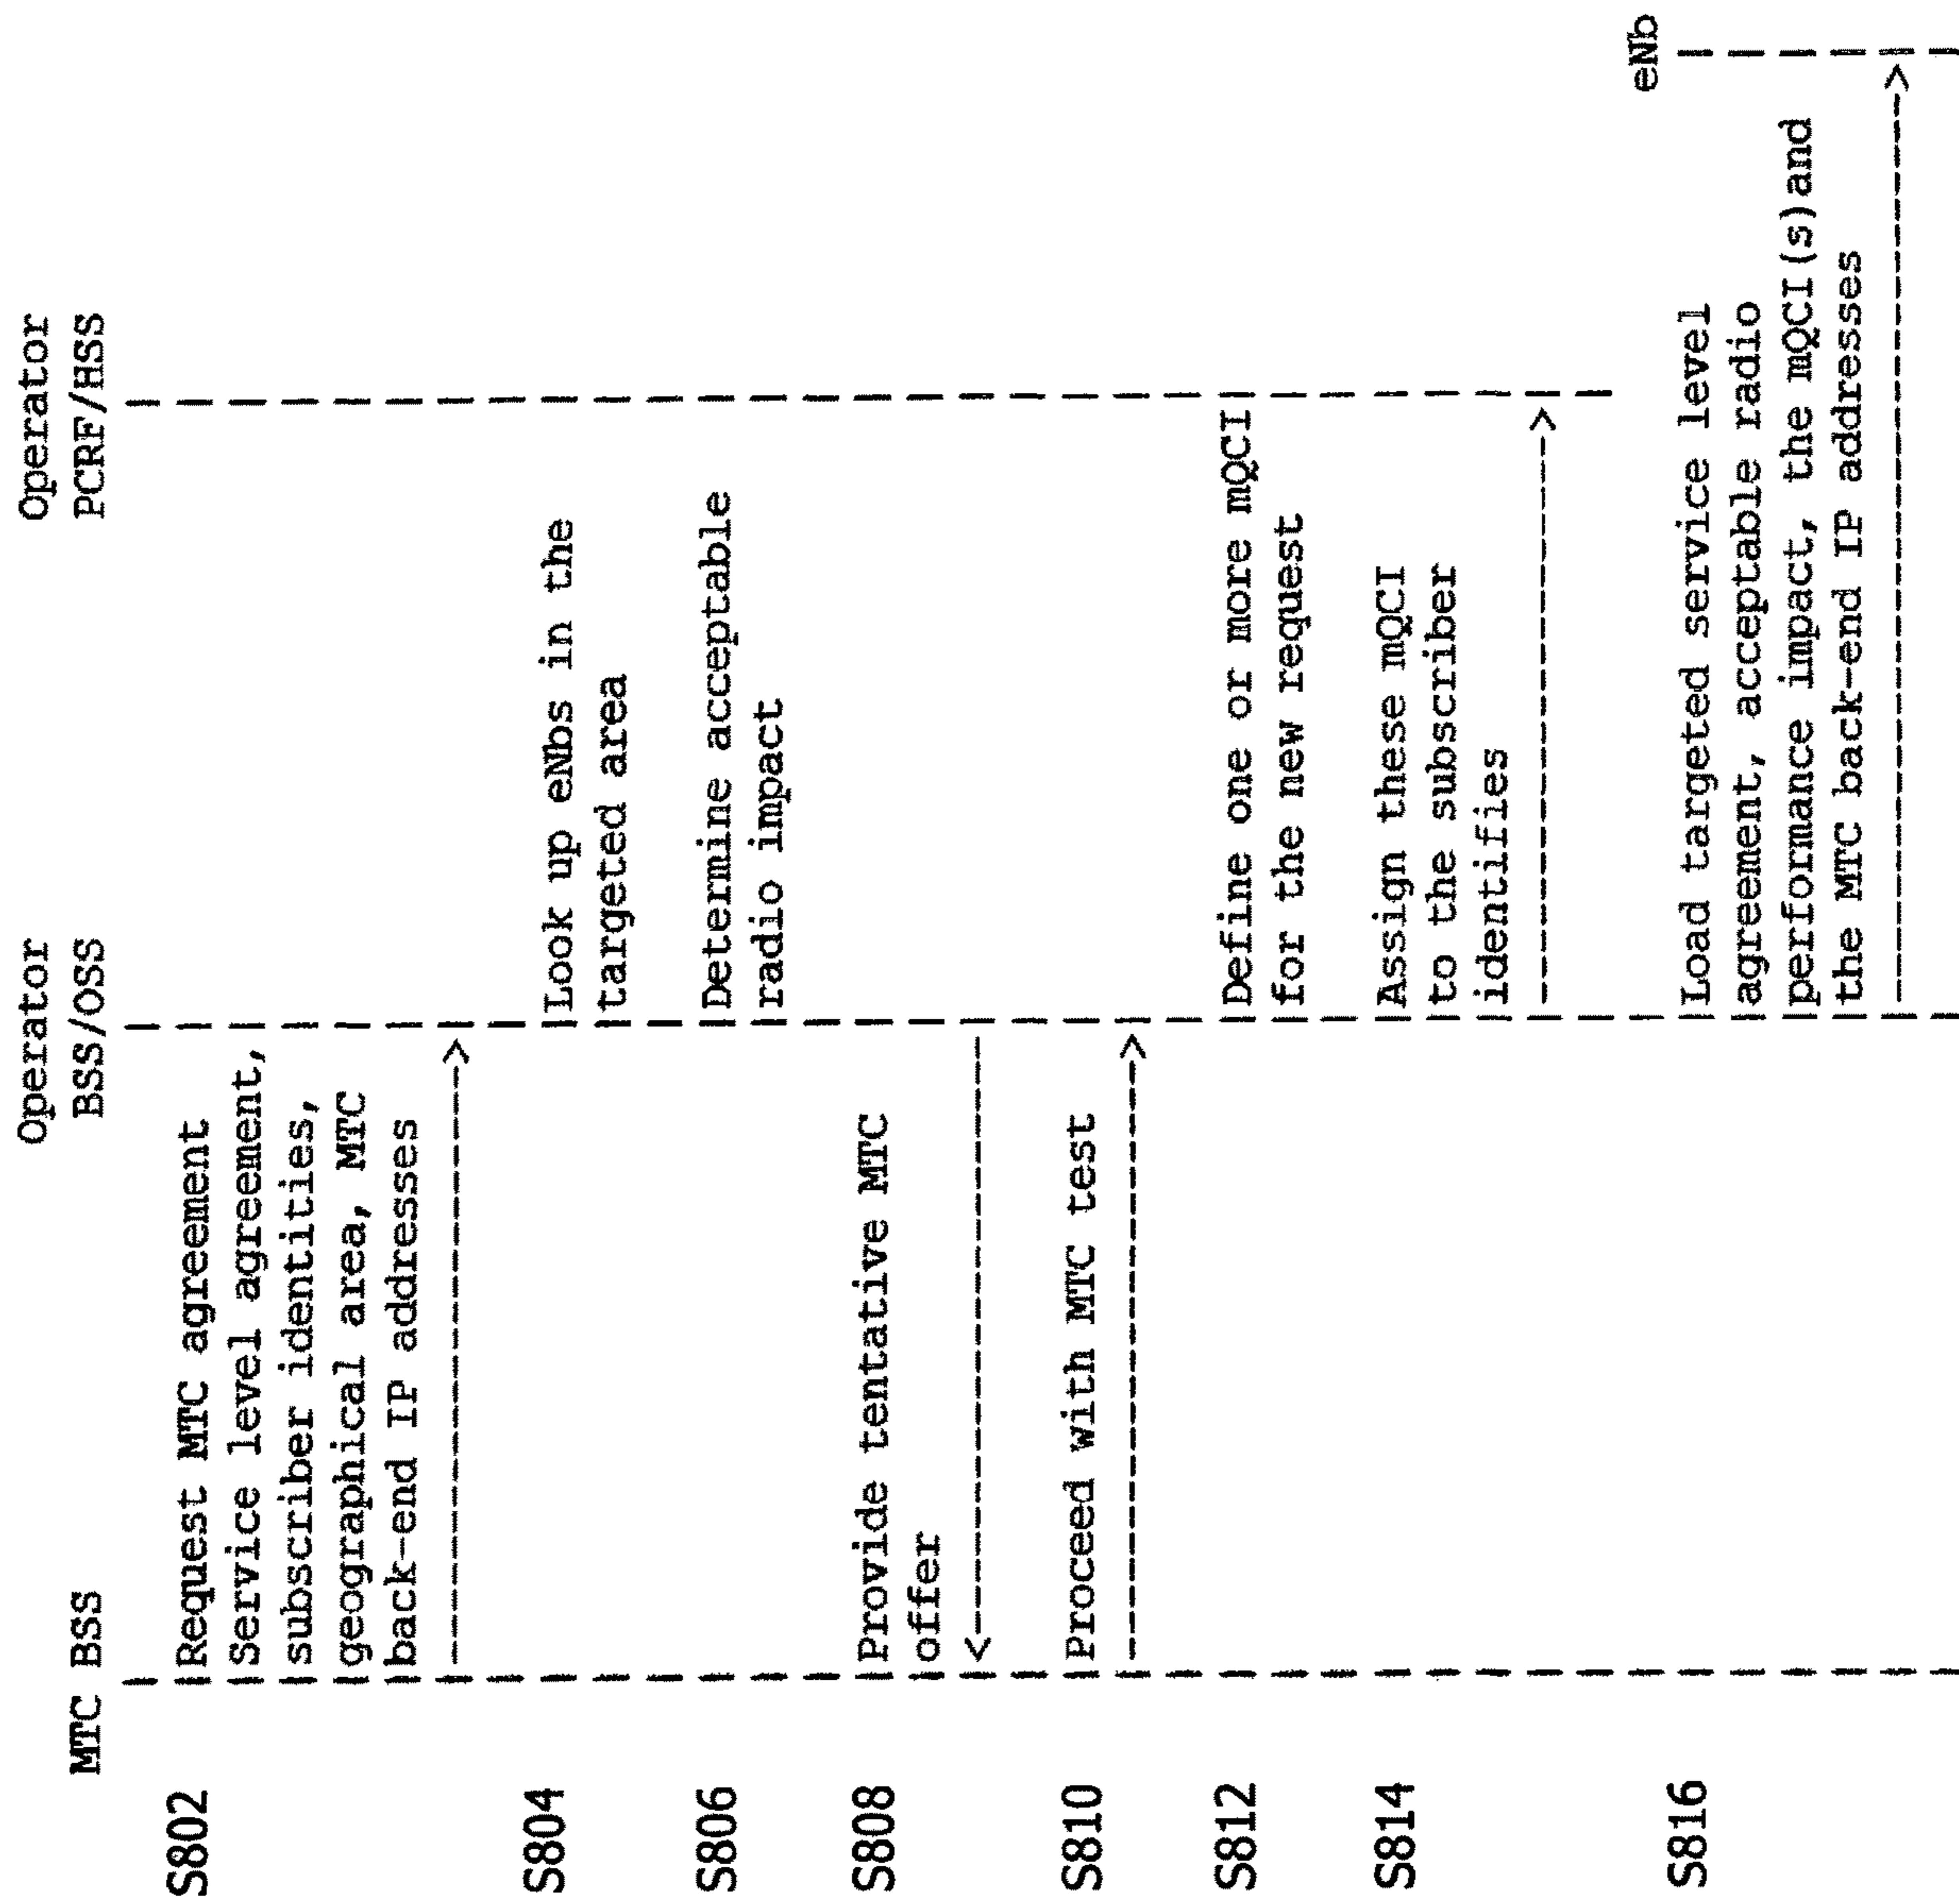 MTC BSS
Operator
BSS/OSS
Operator
PCRF/HSS
S802
Request MTC agreement
Service level agreement,
subscriber identities,
geographical area, MTC
back-end IP addresses
S804
Look up eNbs in the
targeted area
S806
Determine acceptable
radio impact
S808
Provide tentative MTC
offer
S810
Proceed with MTC test
S812
Define one or more mQCI
for the new request
S814
Assign these mQCI
to the subscriber
identifies
eNb
S816
Load targeted service level
agreement, acceptable radio
performance impact, the mQCI(s)and
the MTC back-end IP addresses